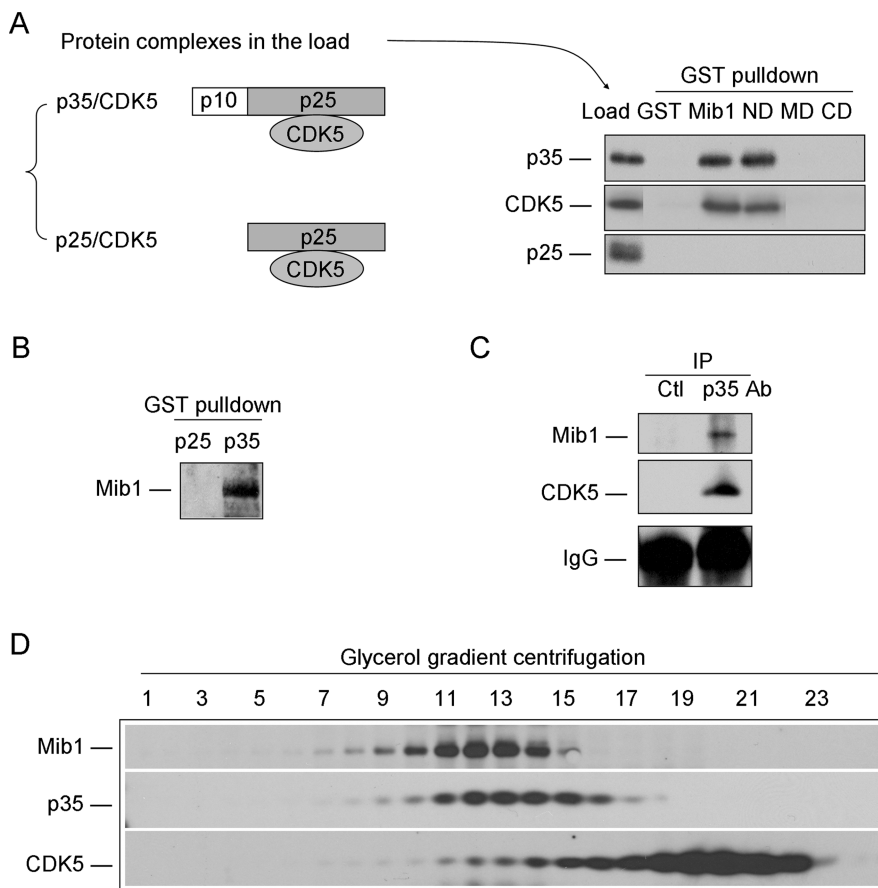 A
Protein complexes in the load
p35/CDK5
p10
p25
CDK5
p25/CDK5
p25
CDK5
GST pulldown
Load GST Mib1 ND MD CD
p35
CDK5
p25
B
GST pulldown
p25 p35
Mib1
C
IP
Ctl p35 Ab
Mib1
CDK5
IgG
D
Glycerol gradient centrifugation
1 3 5 7 9 11 13 15 17 19 21 23
Mib1
p35
CDK5